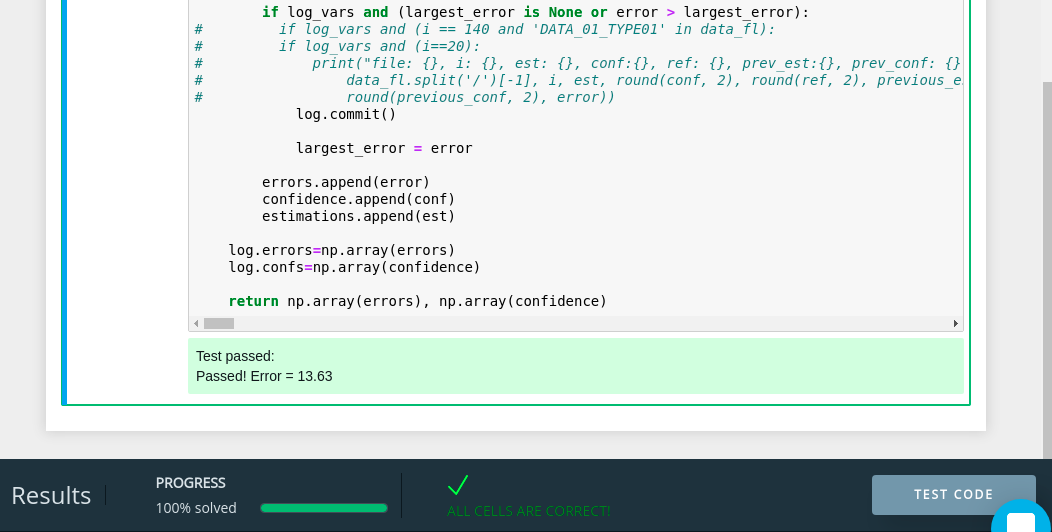 if log_vars and (largest_error is None or error > largest_error):
#         if log_vars and (i == 140 and 'DATA_01_TYPE01' in data_fl):
#         if log_vars and (i==20):
#             print("file: {}, i: {}, est: {}, conf:{}, ref: {}, prev_est:{}, prev_conf: {}
#                 data_fl.split('/')[-1], i, est, round(conf, 2), round(ref, 2), previous_e
#                 round(previous_conf, 2), error))
log.commit()
largest_error = error
errors.append(error)
confidence.append(conf)
estimations.append(est)
log.errors=np.array(errors)
log.confs=np.array(confidence)
return np.array(errors), np.array(confidence)
Test passed:
Passed! Error = 13.63
Results
PROGRESS
100% solved
ALL CELLS ARE CORRECT!
TEST CODE